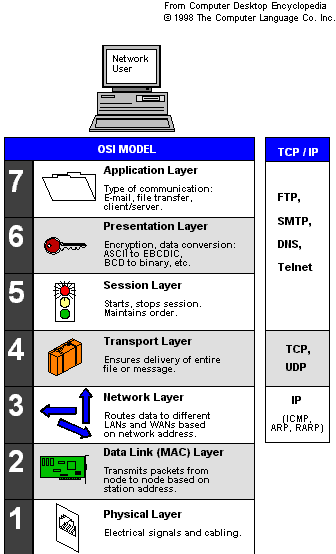 From Computer Desktop Encyclopedia
© 1998 The Computer Language Co. Inc.
Network
User
OSI MODEL
7
Application Layer
Type of communication:
E-mail, file transfer,
client/server.
6
Presentation Layer
Encryption, data conversion:
ASCII to EBCDIC,
BCD to binary, etc.
5
Session Layer
Starts, stops session.
Maintains order.
4
Transport Layer
Ensures delivery of entire
file or message.
3
Network Layer
Routes data to different
LANs and WANs based
on network address.
2
Data Link (MAC) Layer
Transmits packets from
node to node based on
station address.
1
Physical Layer
Electrical signals and cabling.
TCP / IP
FTP,
SMTP,
DNS,
Telnet
TCP,
UDP
IP
(ICMP,
ARP, RARP)